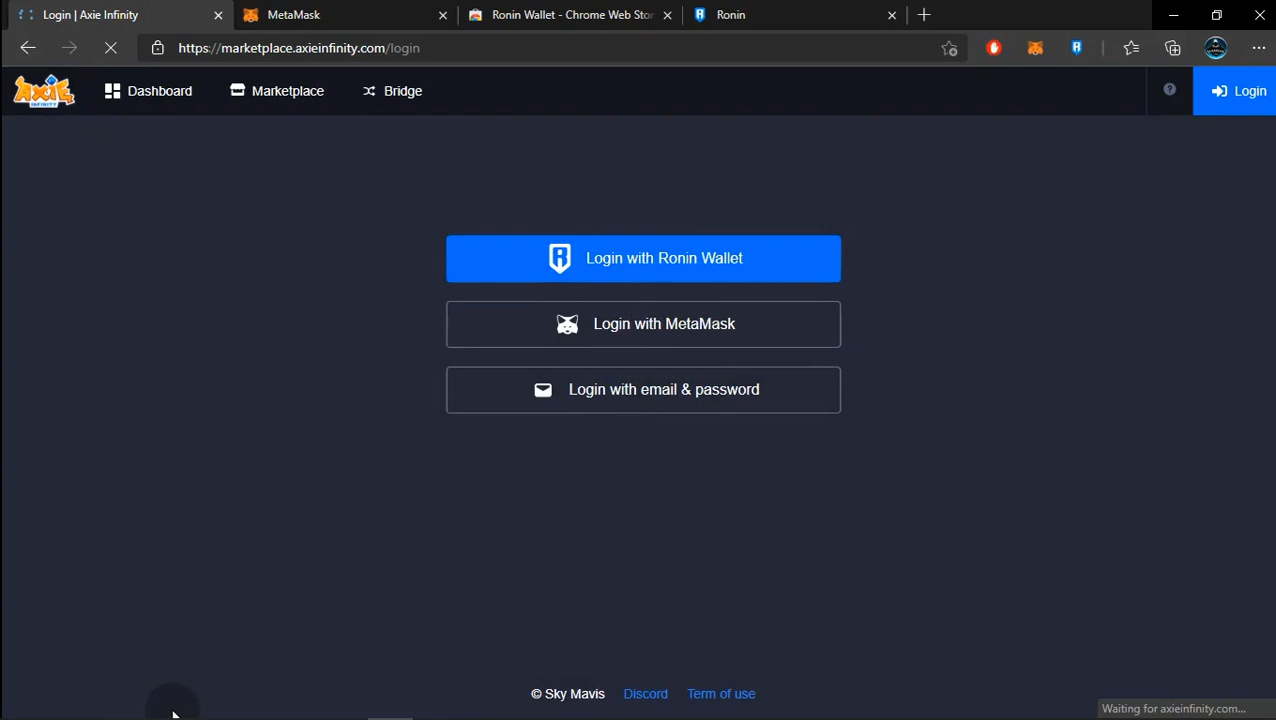 Login | Axie Infinity
MetaMask
Ronin Wallet - Chrome Web Stor
Ronin
https://marketplace.axieinfinity.com/login
AXIE
INFINITY
Dashboard
Marketplace
Bridge
Login
Login with Ronin Wallet
Login with MetaMask
Login with email & password
© Sky Mavis
Discord
Term of use
Waiting for axieinfinity.com...